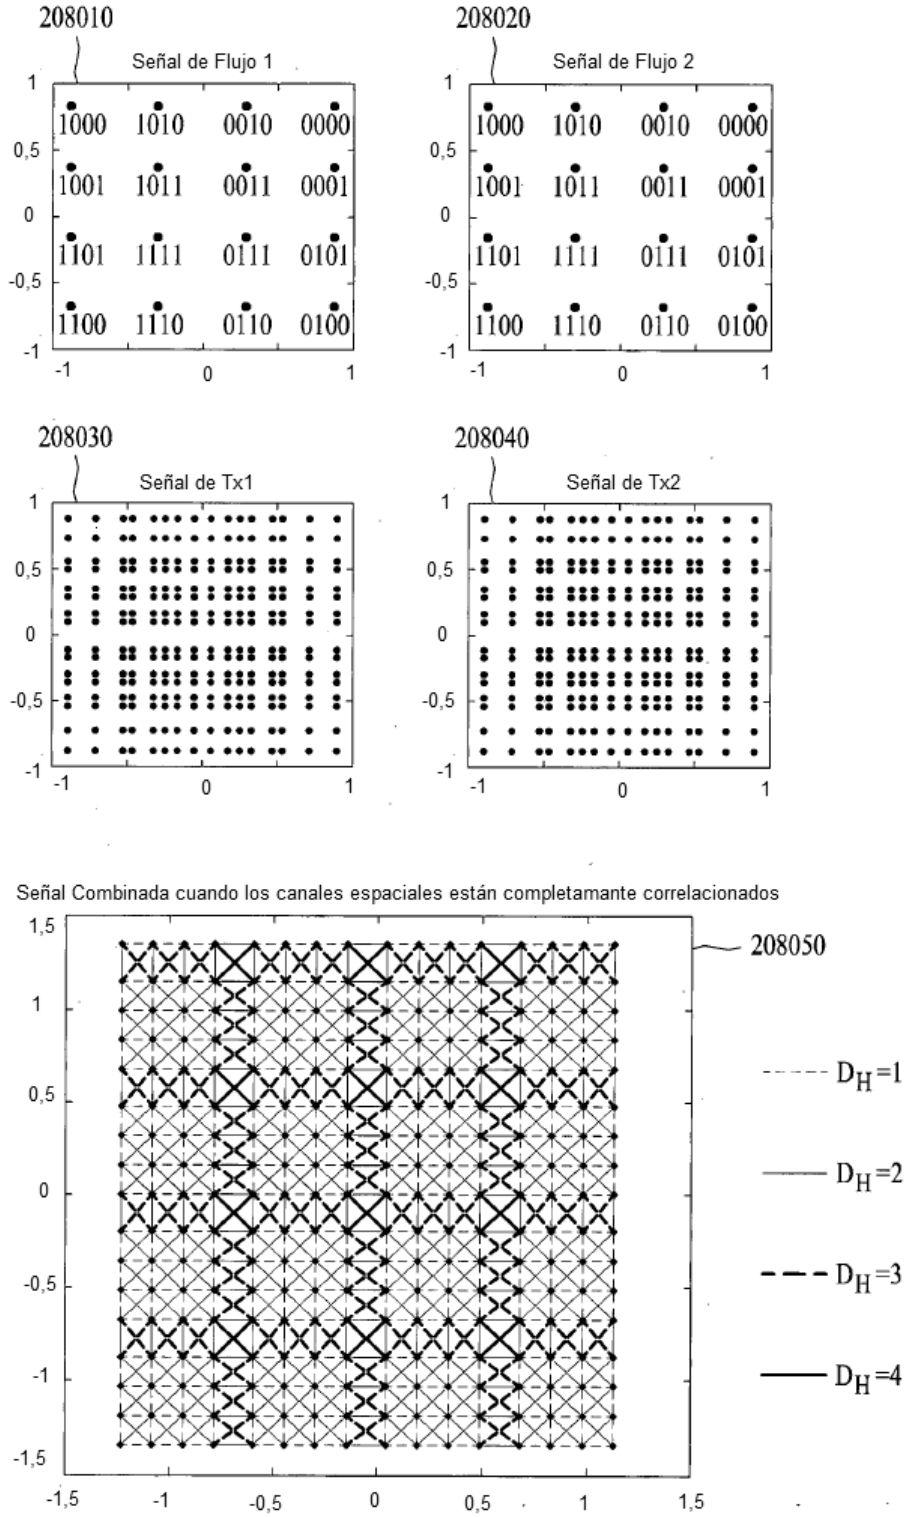 208010
208020
Señal de Flujo 1
Señal de Flujo 2
1
1000 1010 0010 0000
0,5
1001 1011 0011 0001
0
1101 1111 0111 0101
-0,5
1100 1110 0110 0100
-1
-1 0 1
1
1000 1010 0010 0000
0,5
1001 1011 0011 0001
0
1101 1111 0111 0101
-0,5
1100 1110 0110 0100
-1
-1 0 1
208030
208040
Señal de Tx1
Señal de Tx2
1
0,5
0
-0,5
-1
-1 0 1
1
0,5
0
-0,5
-1
-1 0 1
Señal Combinada cuando los canales espaciales están completamante correlacionados
208050
1,5
1
0,5
0
-0,5
-1
-1,5
-1,5 -1 -0,5 0 0,5 1 1,5
DH=1
DH=2
DH=3
DH=4